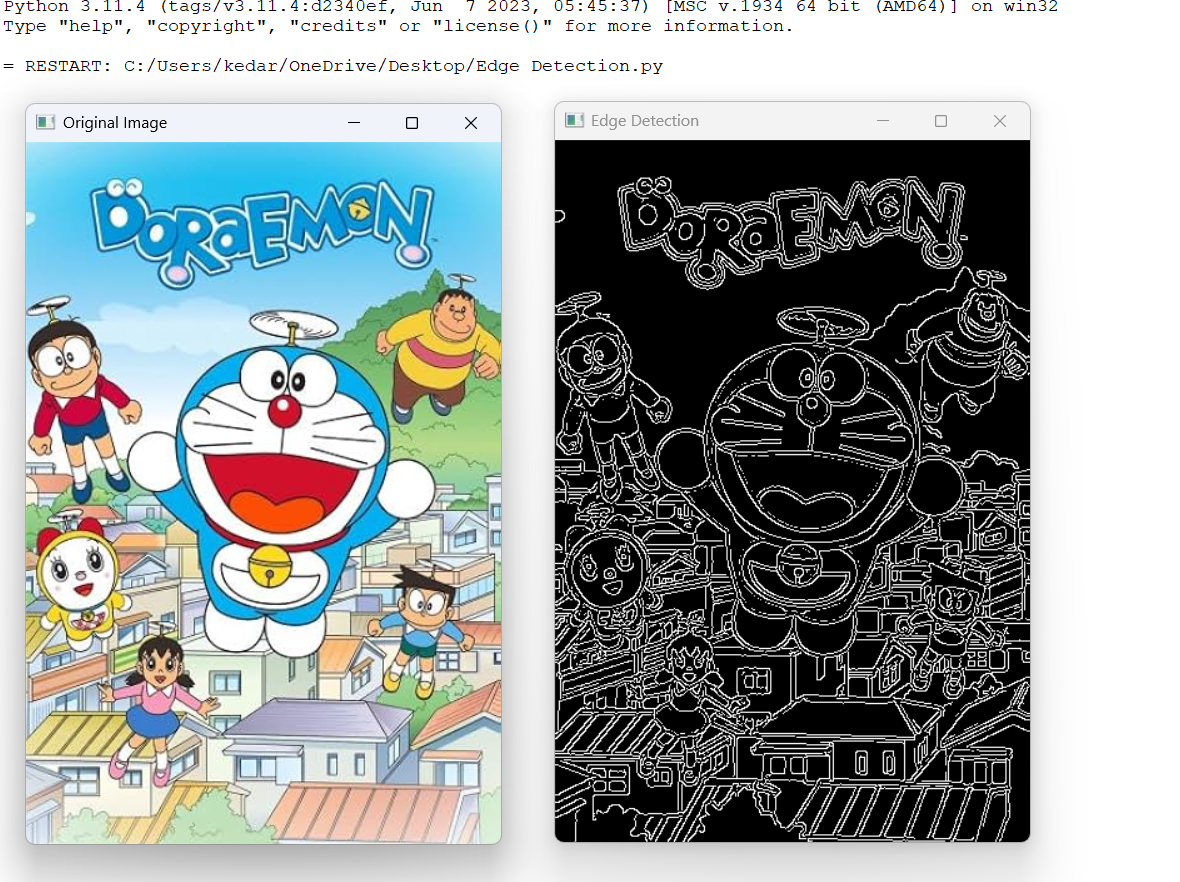 Python 3.11.4 (tags/v3.11.4:d2340ef, Jun  7 2023, 05:45:37) [MSC v.1934 64 bit (AMD64)] on win32
Type "help", "copyright", "credits" or "license()" for more information.
= RESTART: C:/Users/kedar/OneDrive/Desktop/Edge Detection.py
Original Image
Edge Detection
DORAEMON
DORAEMON